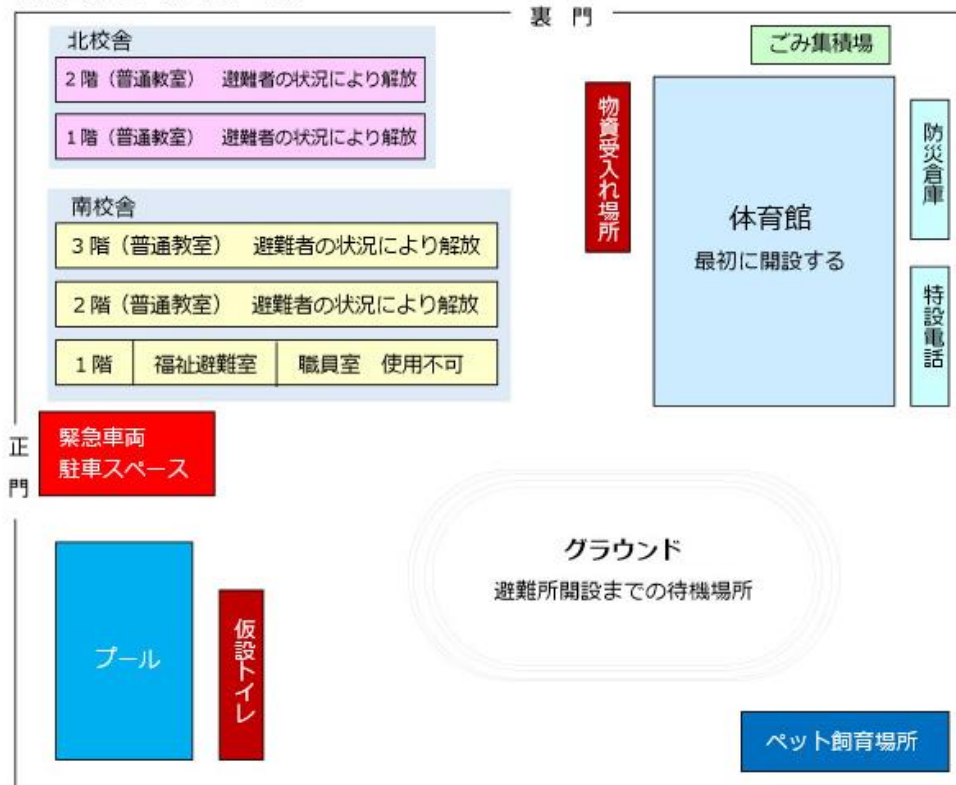 裏 門
北校舎
2階（普通教室） 避難者の状況により解放
1階（普通教室） 避難者の状況により解放
南校舎
3階（普通教室） 避難者の状況により解放
2階（普通教室） 避難者の状況により解放
1階 福祉避難室 職員室 使用不可
ごみ集積場
物資受入れ場所
体育館
最初に開設する
防災倉庫
特設電話
正門
緊急車両
駐車スペース
グラウンド
避難所開設までの待機場所
プール
仮設トイレ
ペット飼育場所